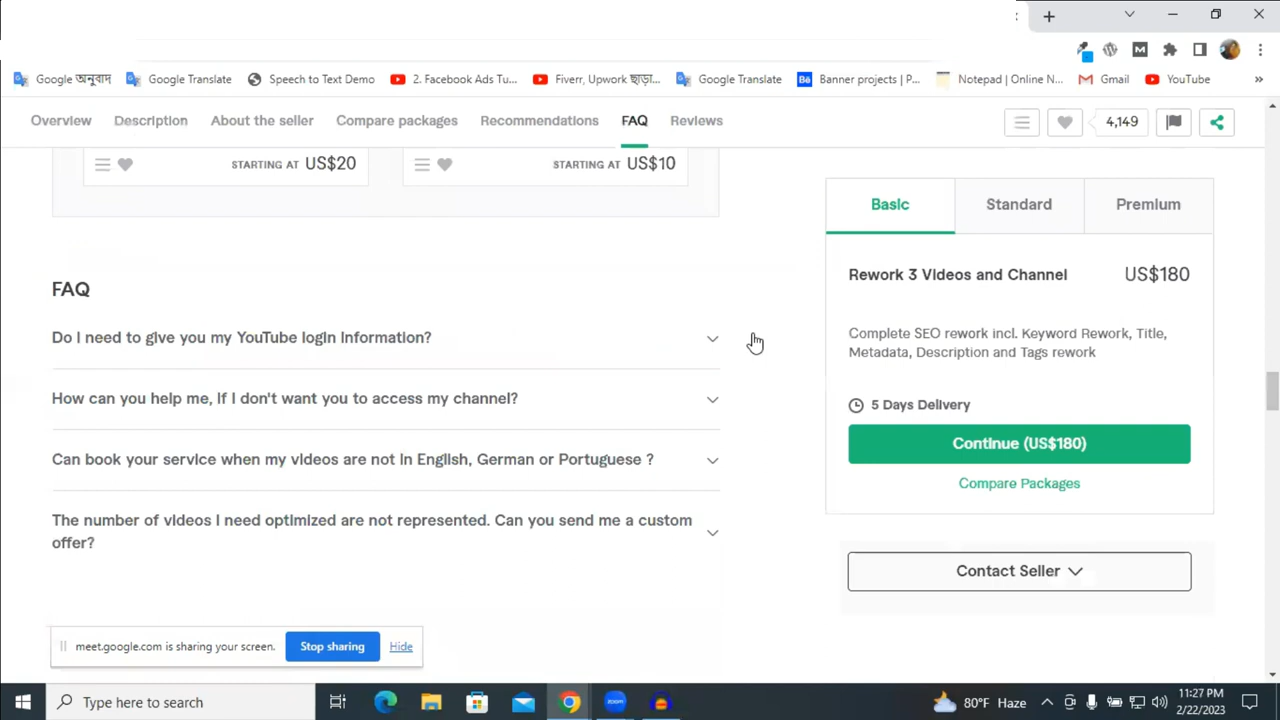 Google অনুবাদ
Google Translate
Speech to Text Demo
2. Facebook Ads Tu...
Fiverr, Upwork ছাড়া...
Google Translate
Bē Banner projects | P...
Notepad | Online N...
Gmail
YouTube
»
Overview
Description
About the seller
Compare packages
Recommendations
FAQ
Reviews
4,149
STARTING AT US$20
STARTING AT US$10
Basic
Standard
Premium
Rework 3 Videos and Channel US$180
Complete SEO rework incl. Keyword Rework, Title,
Metadata, Description and Tags rework
5 Days Delivery
Continue (US$180)
Compare Packages
Contact Seller
FAQ
Do I need to give you my YouTube login information?
How can you help me, If I don't want you to access my channel?
Can book your service when my videos are not in English, German or Portuguese ?
The number of videos I need optimized are not represented. Can you send me a custom
offer?
meet.google.com is sharing your screen.
Stop sharing
Hide
Type here to search
zoom
80°F Haze
11:27 PM
2/22/2023